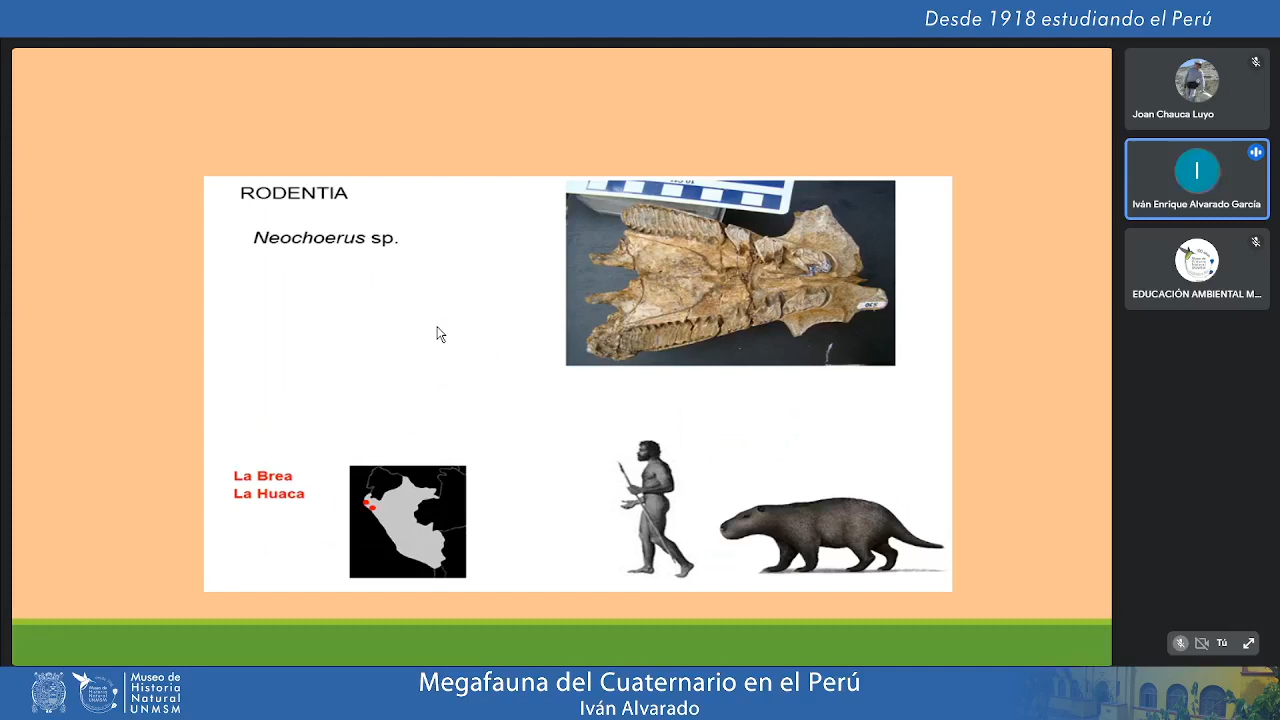 Desde 1918 estudiando el Perú
RODENTIA
Neochoerus sp.
La Brea
La Huaca
Joan Chauca Luyo
I
Iván Enrique Alvarado García
EDUCACIÓN AMBIENTAL M...
Tú
Museo de
Historia
Natural
UNMSM
Megafauna del Cuaternario en el Perú
Iván Alvarado